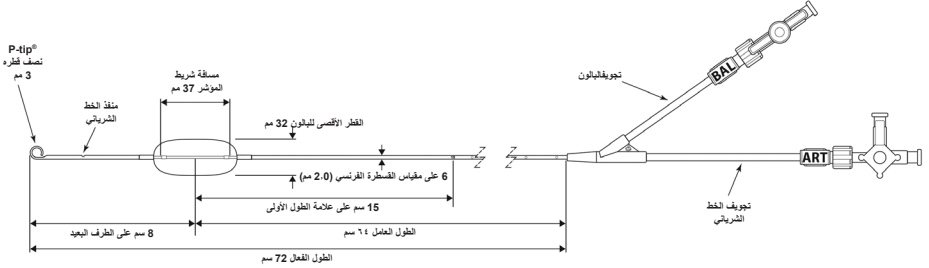 P-tip®
نصف قطره
3 مم
منفذ الخط
الشرياني
مسافة شريط
المؤشر 37 مم
القطر الأقصى للبالون 32 مم
6 على مقياس القسطرة الفرنسي (2.0 مم)
15 سم على علامة الطول الأولى
8 سم على الطرف البعيد
الطول العامل ٦٤ سم
الطول الفعال 72 سم
تجويفالبالون
BAL
ART
تجويف الخط
الشرياني